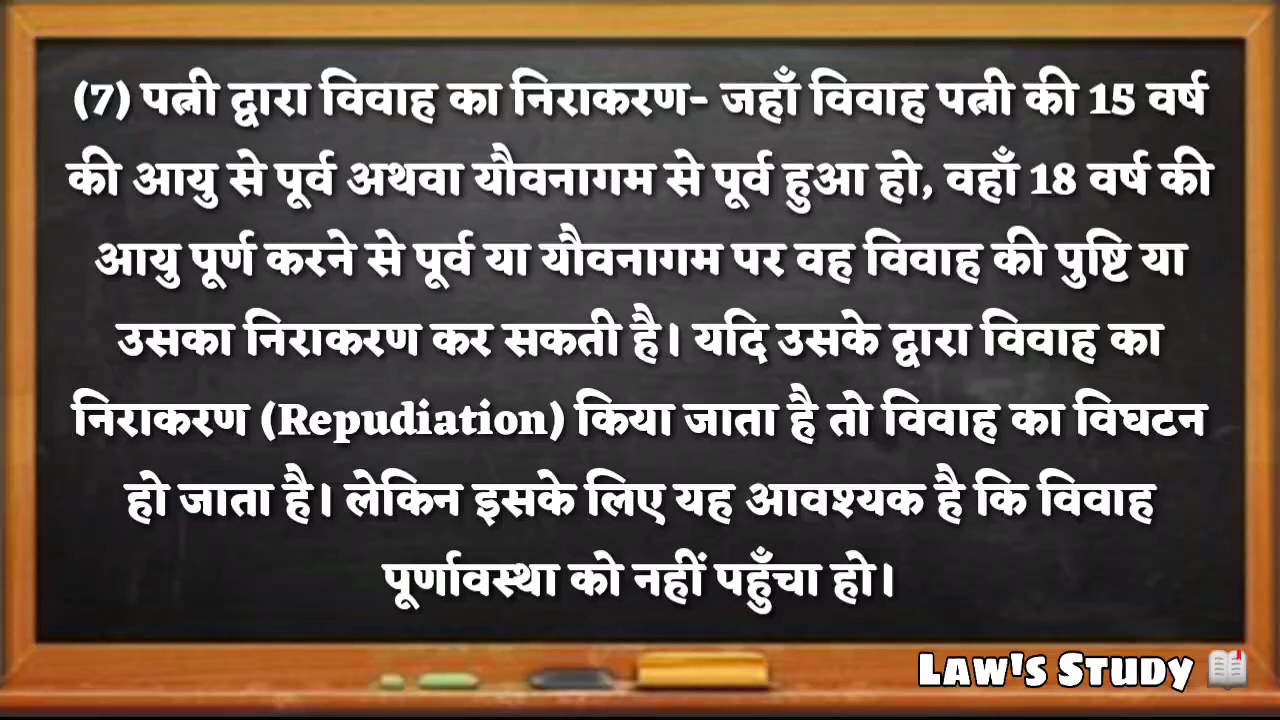 (7) पत्नी द्वारा विवाह का निराकरण- जहाँ विवाह पत्नी की 15 वर्ष
की आयु से पूर्व अथवा यौवनागम से पूर्व हुआ हो, वहाँ 18 वर्ष की
आयु पूर्ण करने से पूर्व या यौवनागम पर वह विवाह की पुष्टि या
उसका निराकरण कर सकती है। यदि उसके द्वारा विवाह का
निराकरण (Repudiation) किया जाता है तो विवाह का विघटन
हो जाता है। लेकिन इसके लिए यह आवश्यक है कि विवाह
पूर्णावस्था को नहीं पहुँचा हो।
Law's Study